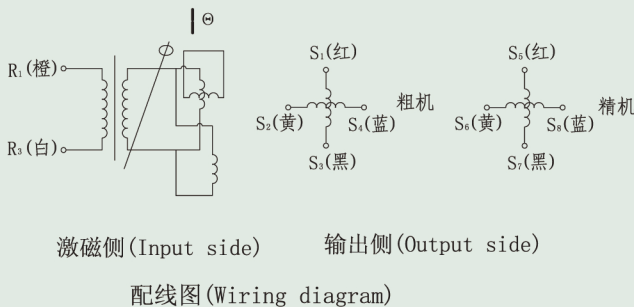 Θ
R₁(橙)
R₃(白)
S₁(红)
S₂(黄)
S₄(蓝)
S₃(黑)
粗机
S₅(红)
S₆(黄)
S₈(蓝)
S₇(黑)
精机
激磁侧(Input side)
输出侧(Output side)
配线图(Wiring diagram)